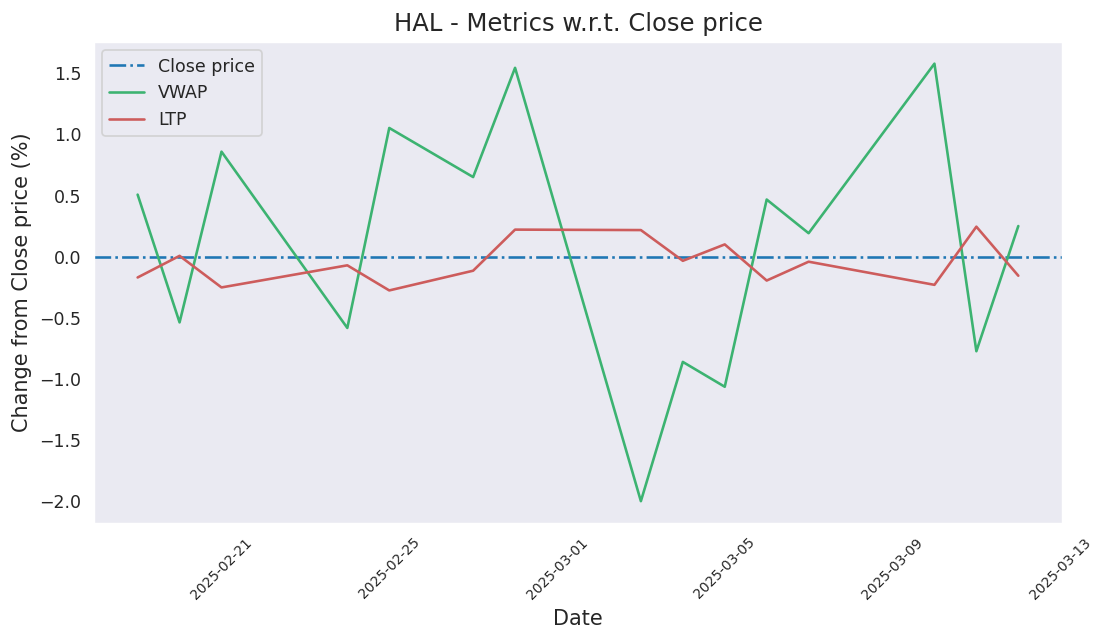 HAL - Metrics w.r.t. Close price
Close price
VWAP
LTP
Change from Close price (%)
1.5
1.0
0.5
0.0
−0.5
−1.0
−1.5
−2.0
2025-02-21
2025-02-25
2025-03-01
2025-03-05
2025-03-09
2025-03-13
Date